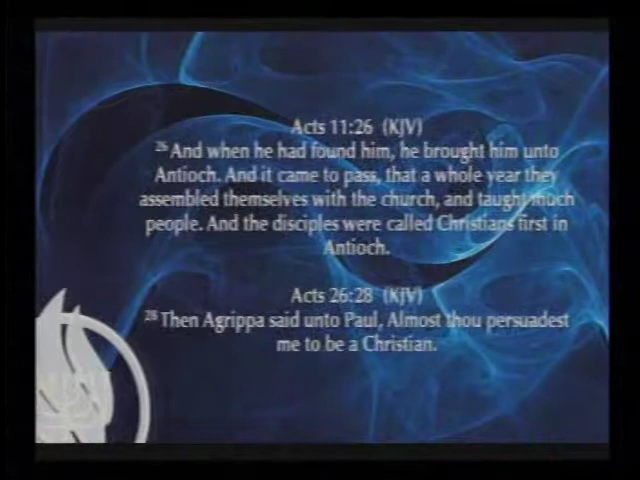 Acts 11:26 (KJV)
26 And when he had found him, he brought him unto
Antioch. And it came to pass, that a whole year they
assembled themselves with the church, and taught much
people. And the disciples were called Christians first in
Antioch.
Acts 26:28 (KJV)
28 Then Agrippa said unto Paul, Almost thou persuadest
me to be a Christian.